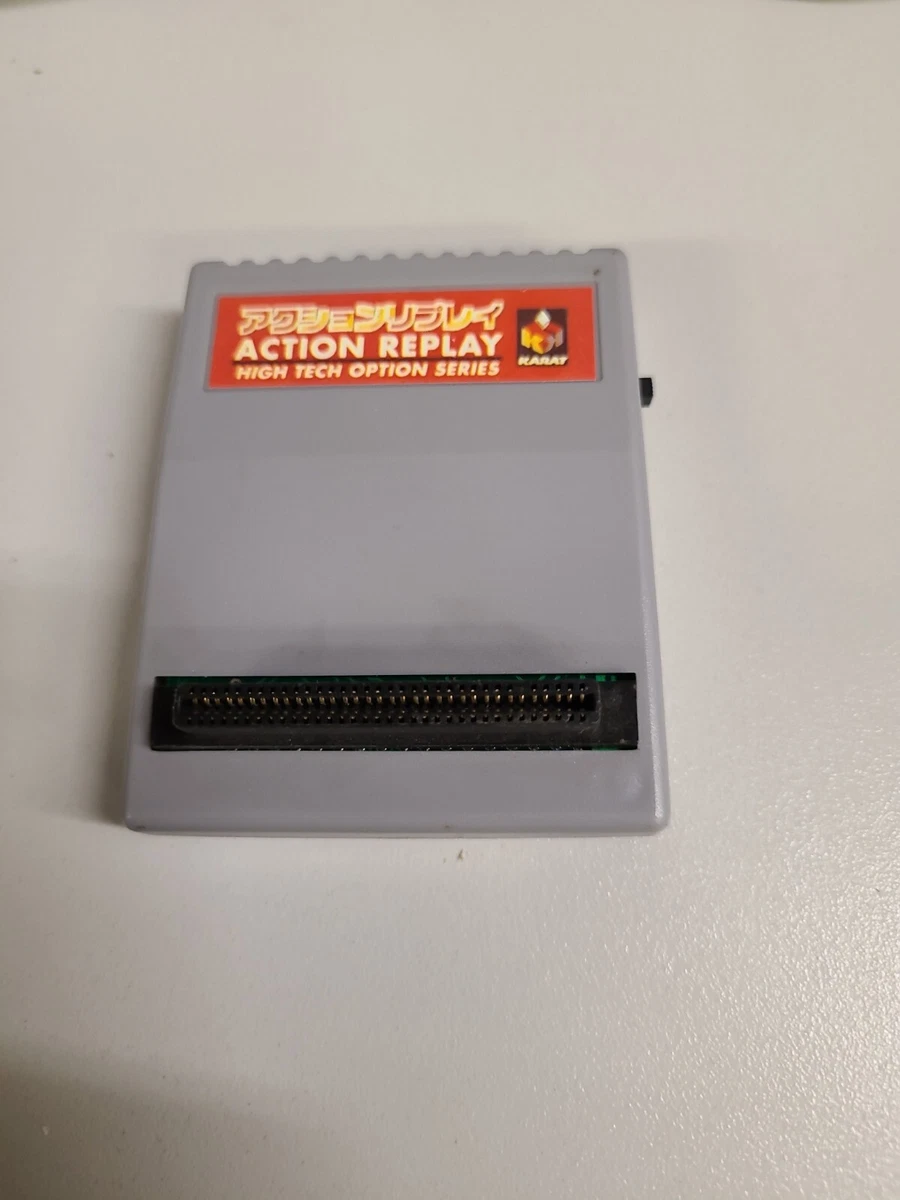 アクションリプレイ
ACTION REPLAY
HIGH TECH OPTION SERIES
KARAT